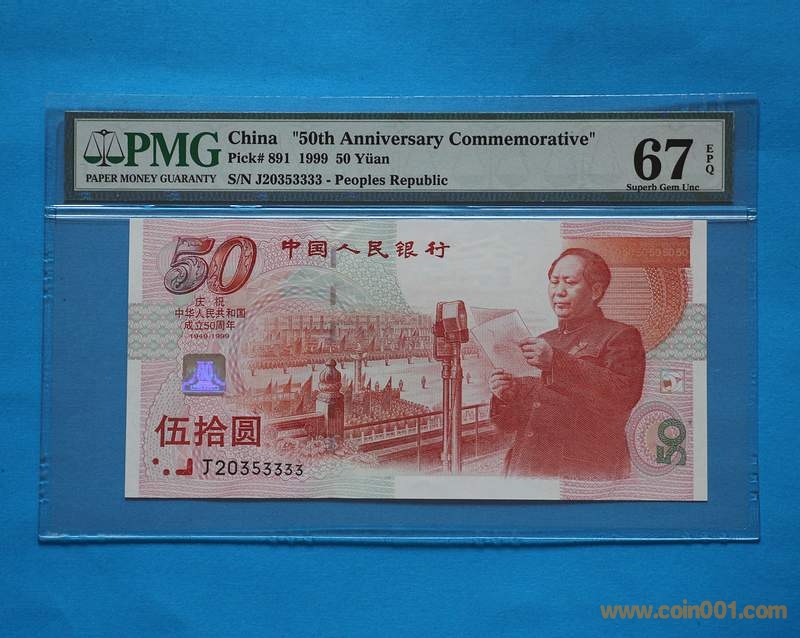 PMG
PAPER MONEY GUARANTY
China "50th Anniversary Commemorative"
Pick# 891 1999 50 Yüan
S/N J20353333 - Peoples Republic
67
EPQ
Superb Gem Unc
50
中国人民银行
庆祝
中华人民共和国
成立50周年
1949-1999
伍拾圆
J20353333
50505050
50
www.coin001.com